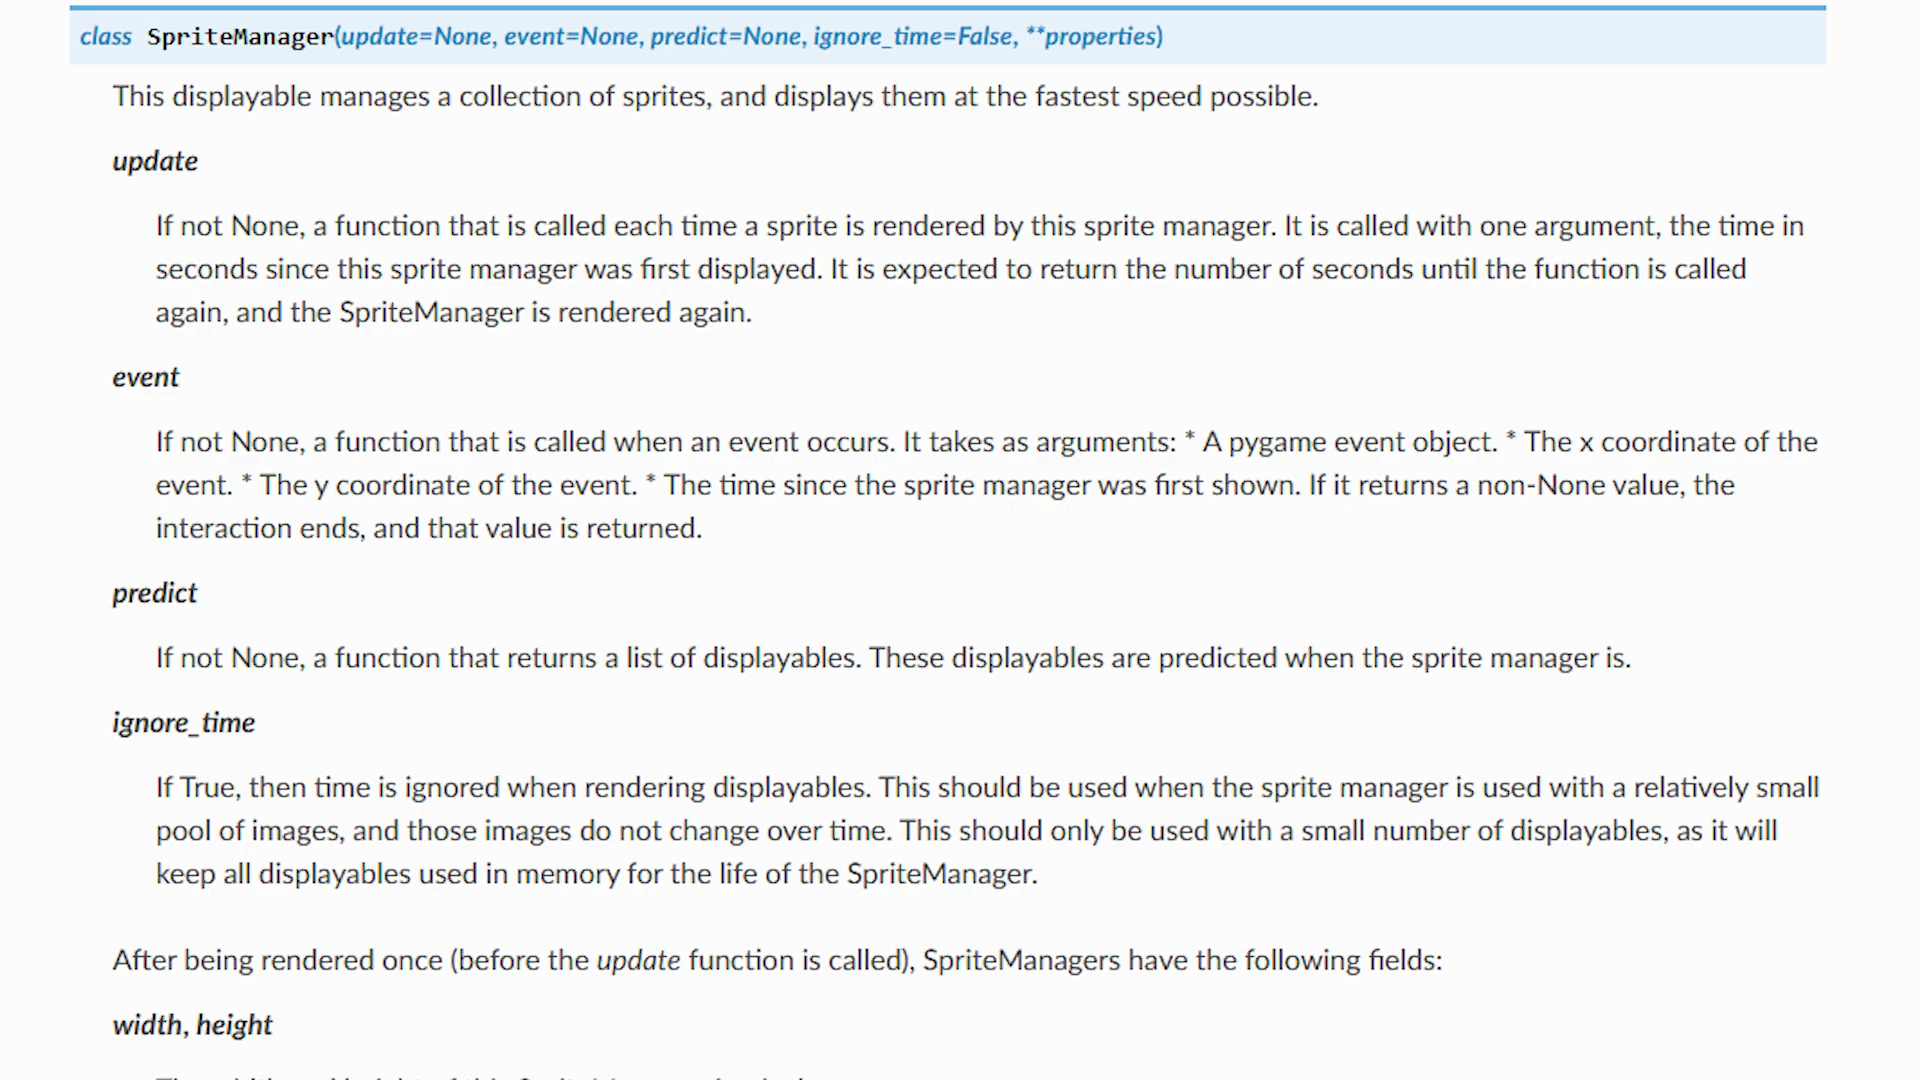 class SpriteManager(update=None, event=None, predict=None, ignore_time=False, **properties)
This displayable manages a collection of sprites, and displays them at the fastest speed possible.
update
If not None, a function that is called each time a sprite is rendered by this sprite manager. It is called with one argument, the time in
seconds since this sprite manager was first displayed. It is expected to return the number of seconds until the function is called
again, and the SpriteManager is rendered again.
event
If not None, a function that is called when an event occurs. It takes as arguments: * A pygame event object. * The x coordinate of the
event. * The y coordinate of the event. * The time since the sprite manager was first shown. If it returns a non-None value, the
interaction ends, and that value is returned.
predict
If not None, a function that returns a list of displayables. These displayables are predicted when the sprite manager is.
ignore_time
If True, then time is ignored when rendering displayables. This should be used when the sprite manager is used with a relatively small
pool of images, and those images do not change over time. This should only be used with a small number of displayables, as it will
keep all displayables used in memory for the life of the SpriteManager.
After being rendered once (before the update function is called), SpriteManagers have the following fields:
width, height